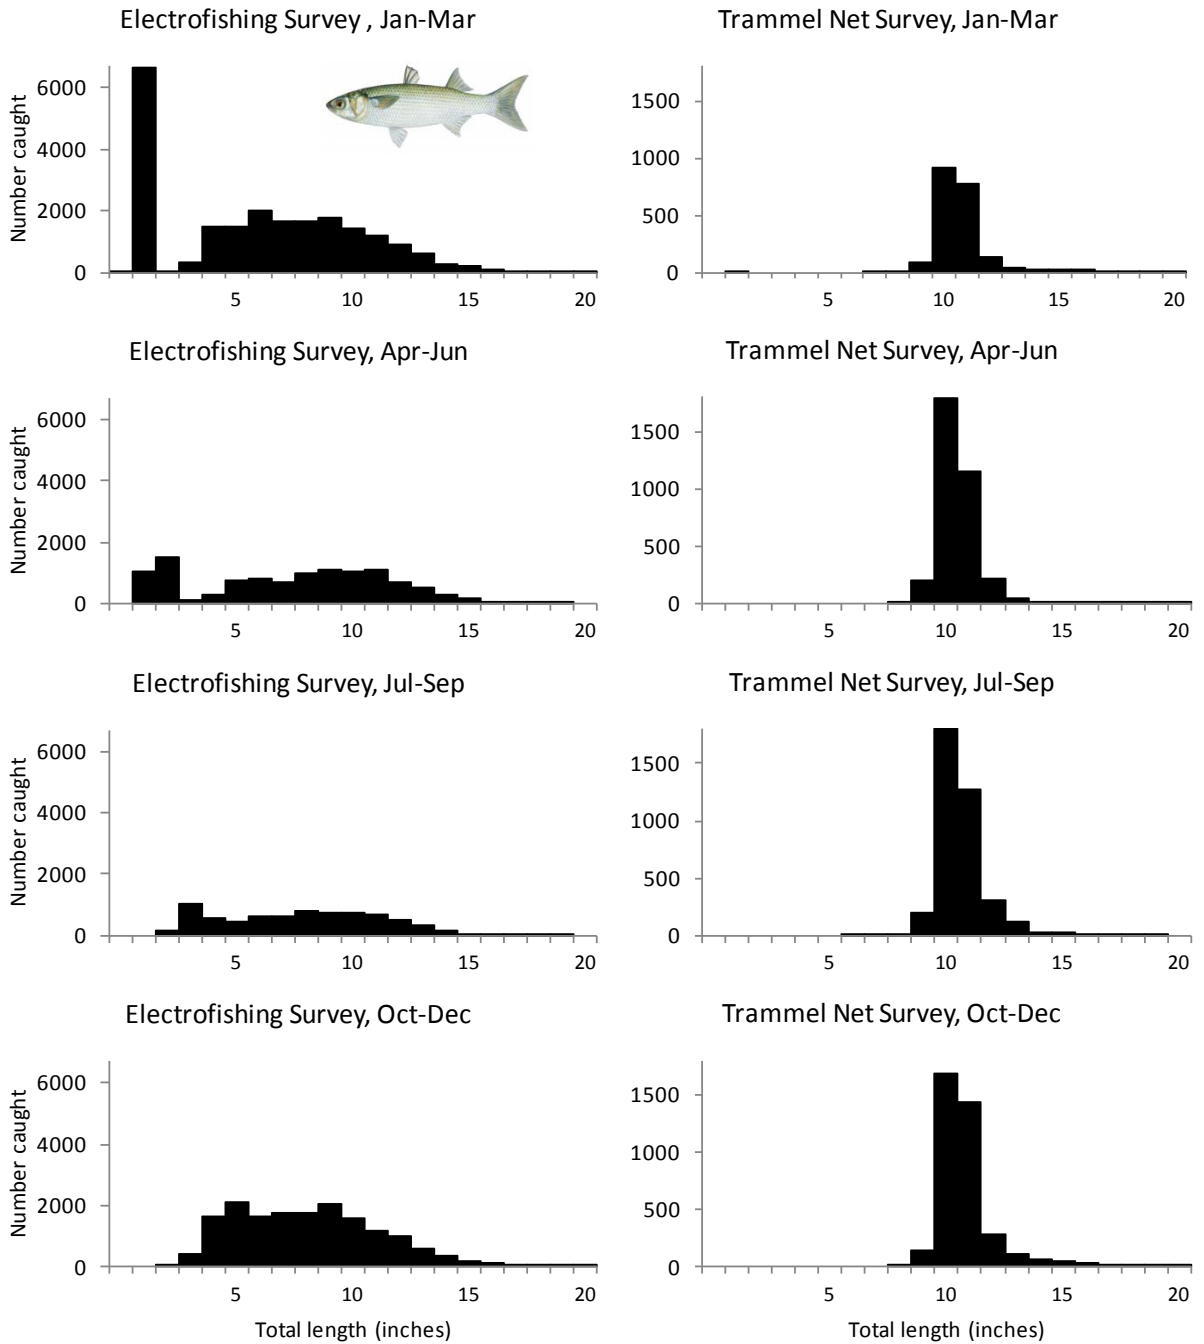 Electrofishing Survey , Jan-Mar
Number caught
6000
4000
2000
0
5 10 15 20
Trammel Net Survey, Jan-Mar
1500
1000
500
0
5 10 15 20
Electrofishing Survey, Apr-Jun
Number caught
6000
4000
2000
0
5 10 15 20
Trammel Net Survey, Apr-Jun
1500
1000
500
0
5 10 15 20
Electrofishing Survey, Jul-Sep
Number caught
6000
4000
2000
0
5 10 15 20
Trammel Net Survey, Jul-Sep
1500
1000
500
0
5 10 15 20
Electrofishing Survey, Oct-Dec
Number caught
6000
4000
2000
0
5 10 15 20
Total length (inches)
Trammel Net Survey, Oct-Dec
1500
1000
500
0
5 10 15 20
Total length (inches)